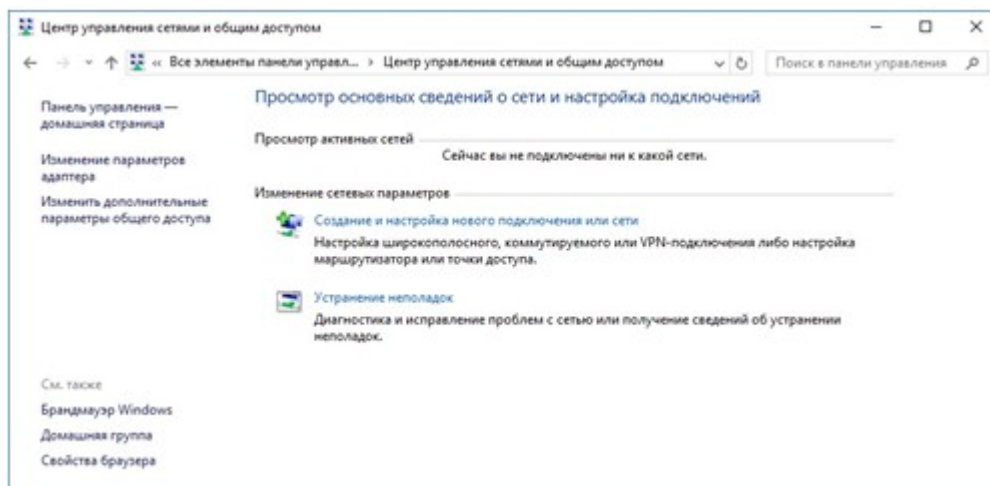 Центр управления сетями и общим доступом
« Все элементы панели управл... › Центр управления сетями и общим доступом
Поиск в панели управления
Панель управления —
домашняя страница
Изменение параметров
адаптера
Изменить дополнительные
параметры общего доступа
Просмотр основных сведений о сети и настройка подключений
Просмотр активных сетей
Сейчас вы не подключены ни к какой сети.
Изменение сетевых параметров
Создание и настройка нового подключения или сети
Настройка широкополосного, коммутируемого или VPN-подключения либо настройка
маршрутизатора или точки доступа.
Устранение неполадок
Диагностика и исправление проблем с сетью или получение сведений об устранении
неполадок.
См. также
Брандмауэр Windows
Домашняя группа
Свойства браузера